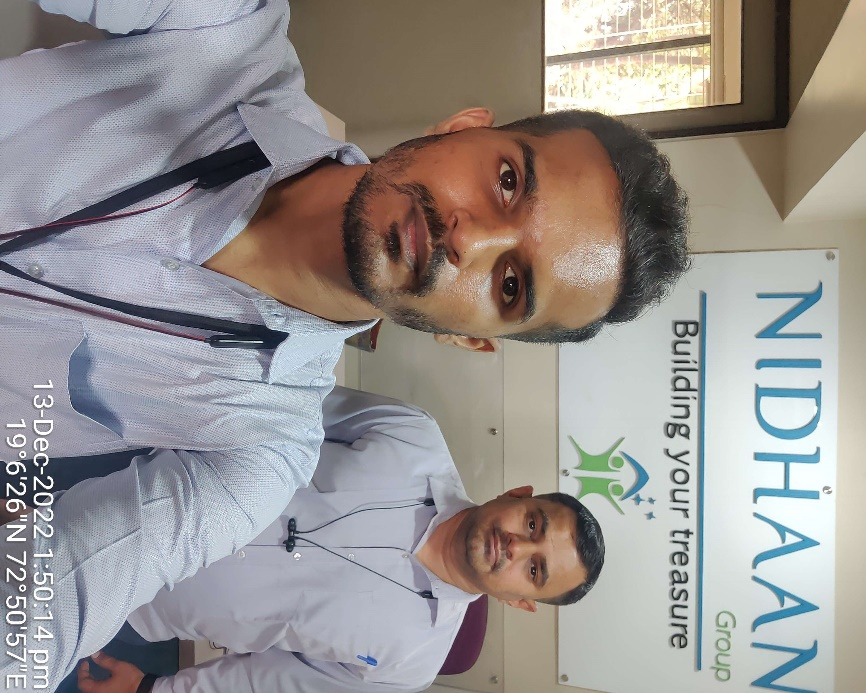 NIDHAAN
Group
Building your treasure
13-Dec-2022 1:50:14 pm
19°6'26"N 72°50'57"E